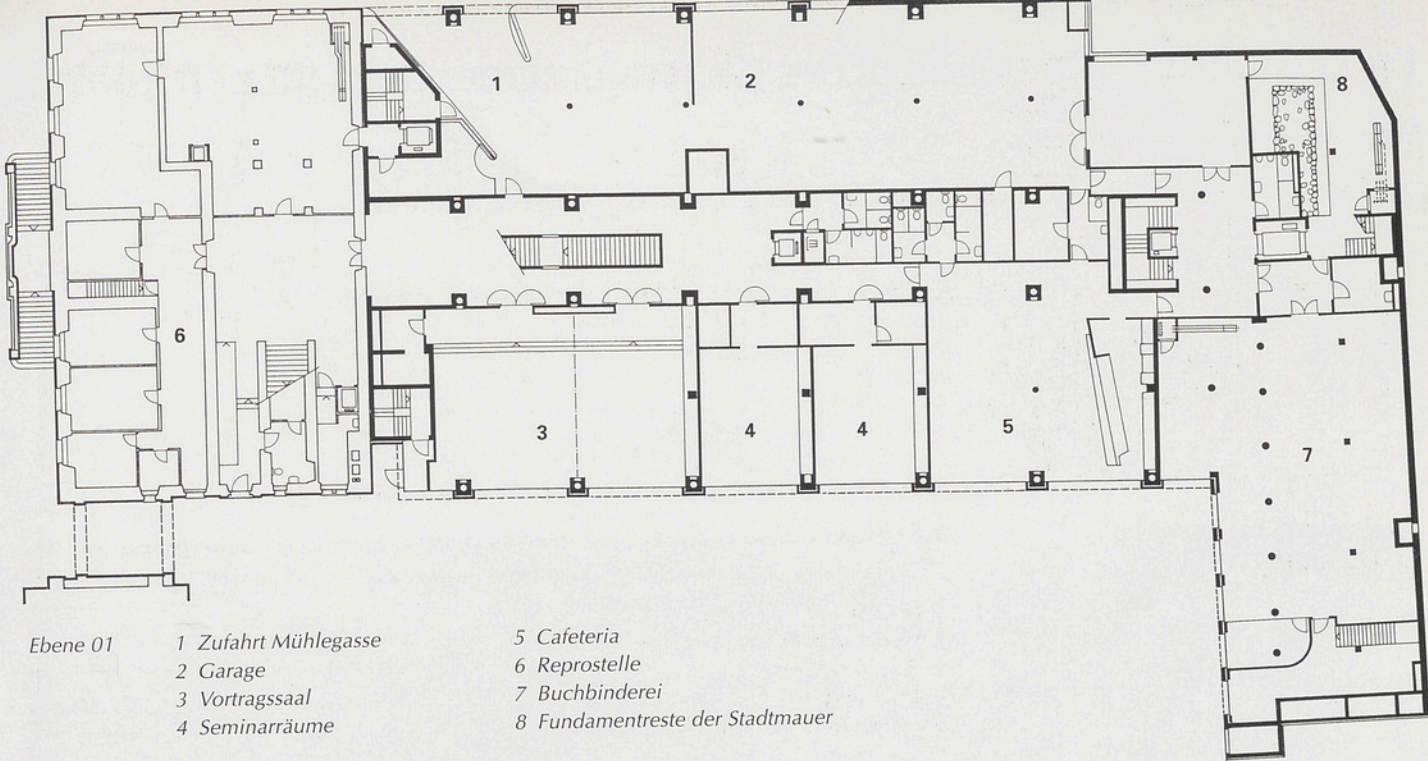 1
2
8
6
3
4
4
5
7
Ebene 01
1 Zufahrt Mühlegasse
2 Garage
3 Vortragssaal
4 Seminarräume
5 Cafeteria
6 Reprostelle
7 Buchbinderei
8 Fundamentreste der Stadtmauer